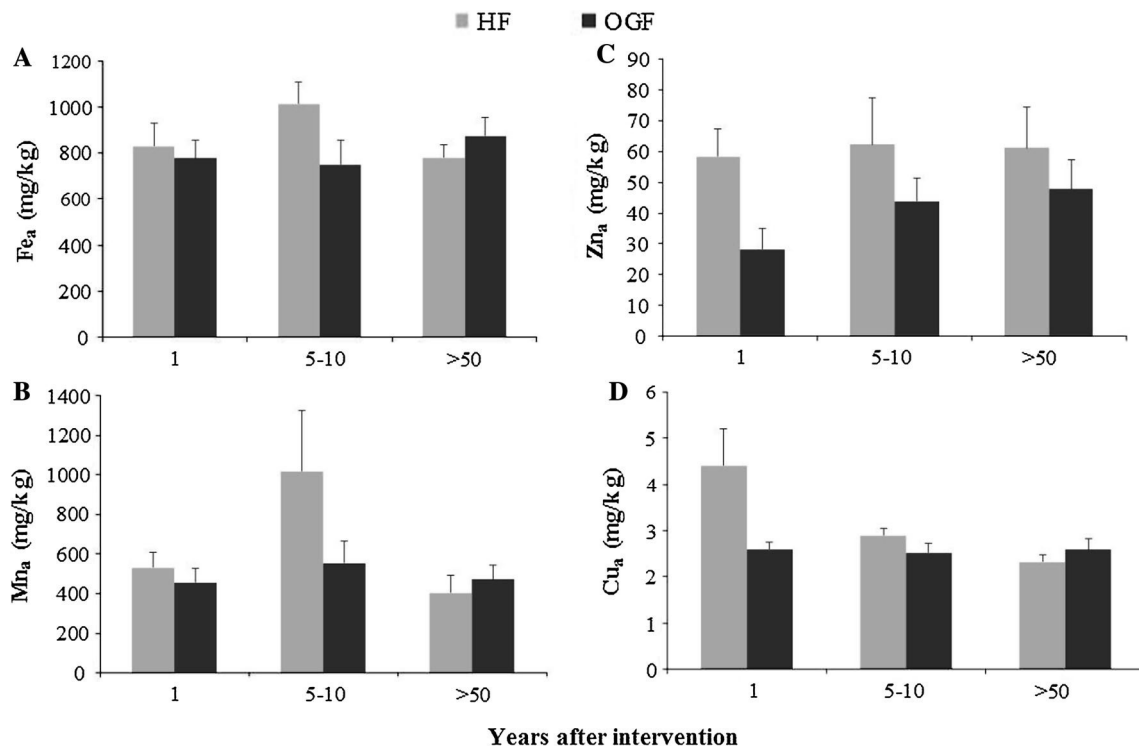 HF OGF
A
Fea (mg/kg)
1200
1000
800
600
400
200
0
1 5-10 >50
C
Zna (mg/kg)
90
80
70
60
50
40
30
20
10
0
1 5-10 >50
B
Mna (mg/kg)
1400
1200
1000
800
600
400
200
0
1 5-10 >50
D
Cua (mg/kg)
6
5
4
3
2
1
0
1 5-10 >50
Years after intervention